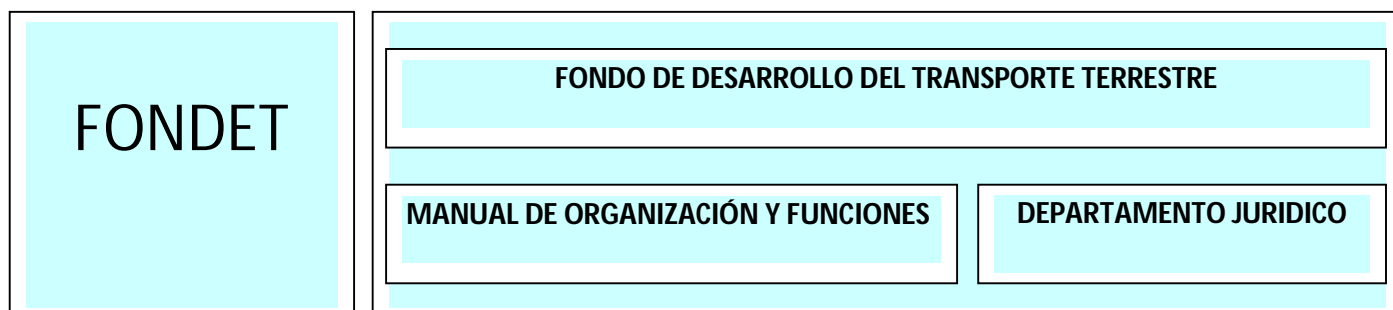 FONDET
FONDO DE DESARROLLO DEL TRANSPORTE TERRESTRE
MANUAL DE ORGANIZACIÓN Y FUNCIONES
DEPARTAMENTO JURIDICO